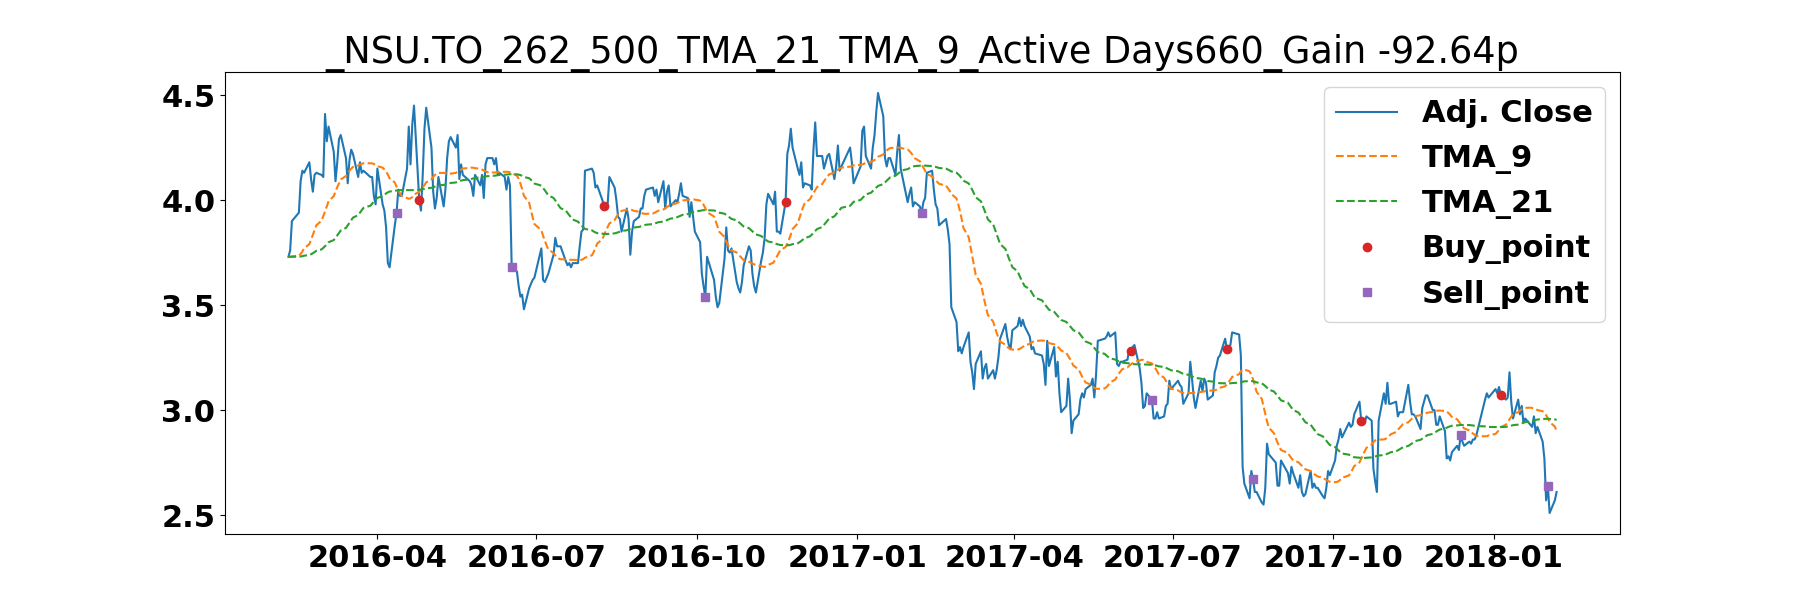 _NSU.TO_262_500_TMA_21_TMA_9_Active Days660_Gain -92.64p
4.5
4.0
3.5
3.0
2.5
Adj. Close
TMA_9
TMA_21
Buy_point
Sell_point
2016-04 2016-07 2016-10 2017-01 2017-04 2017-07 2017-10 2018-01